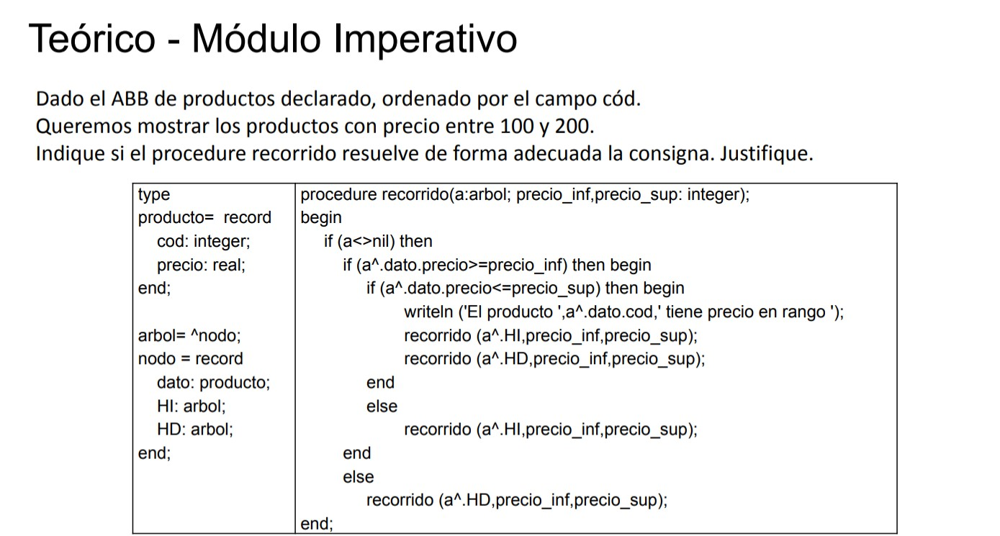 Teórico - Módulo Imperativo
Dado el ABB de productos declarado, ordenado por el campo cód.
Queremos mostrar los productos con precio entre 100 y 200.
Indique si el procedure recorrido resuelve de forma adecuada la consigna. Justifique.
type
producto= record
cod: integer;
precio: real;
end;
arbol= ^nodo;
nodo = record
dato: producto;
HI: arbol;
HD: arbol;
end;
procedure recorrido(a:arbol; precio_inf,precio_sup: integer);
begin
if (a<>nil) then
if (a^.dato.precio>=precio_inf) then begin
if (a^.dato.precio<=precio_sup) then begin
writeln ('El producto ',a^.dato.cod,' tiene precio en rango ');
recorrido (a^.HI,precio_inf,precio_sup);
recorrido (a^.HD,precio_inf,precio_sup);
end
else
recorrido (a^.HI,precio_inf,precio_sup);
end
else
recorrido (a^.HD,precio_inf,precio_sup);
end;